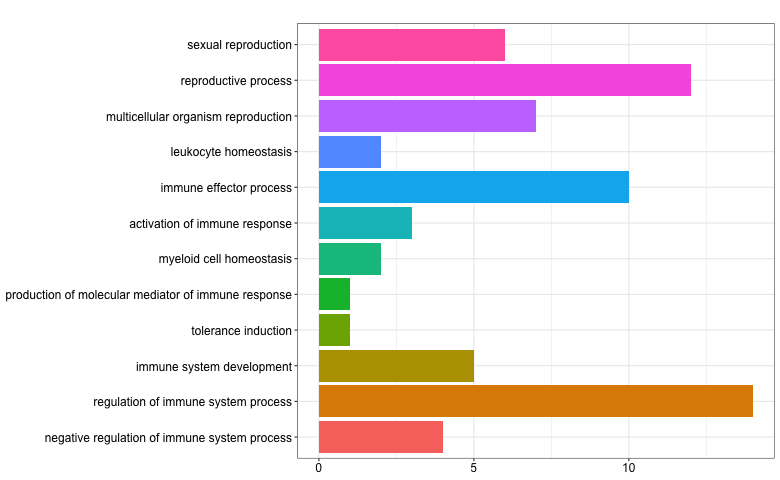 sexual reproduction
reproductive process
multicellular organism reproduction
leukocyte homeostasis
immune effector process
activation of immune response
myeloid cell homeostasis
production of molecular mediator of immune response
tolerance induction
immune system development
regulation of immune system process
negative regulation of immune system process
0 5 10